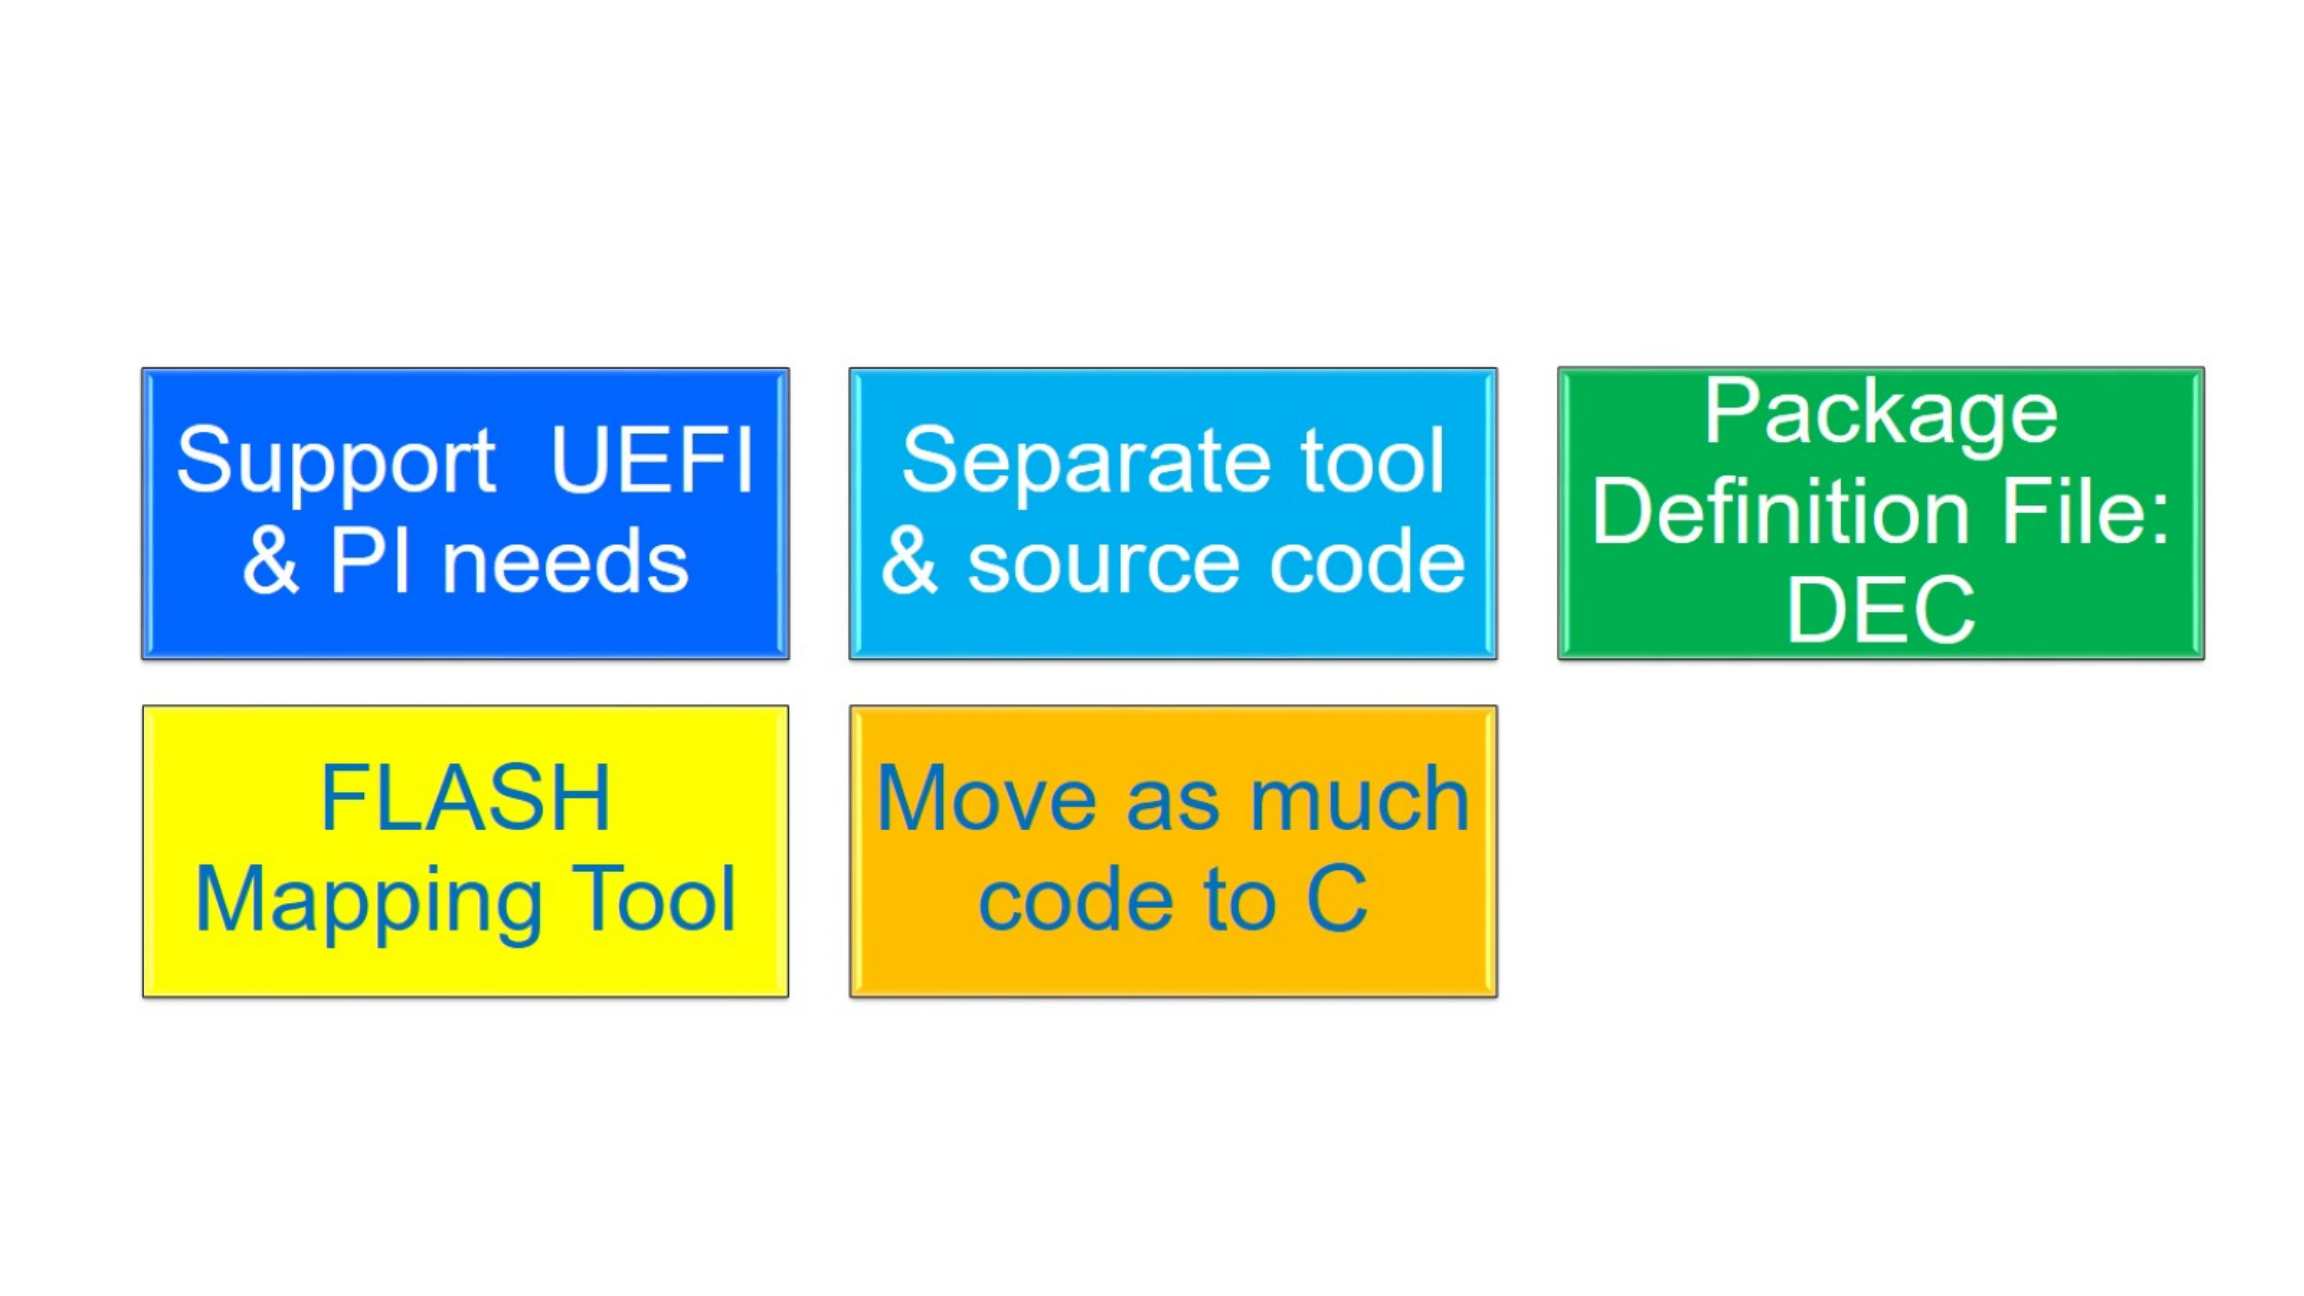 Support  UEFI
& PI needs
Separate tool
& source code
Package
Definition File:
DEC
FLASH
Mapping Tool
Move as much
code to C